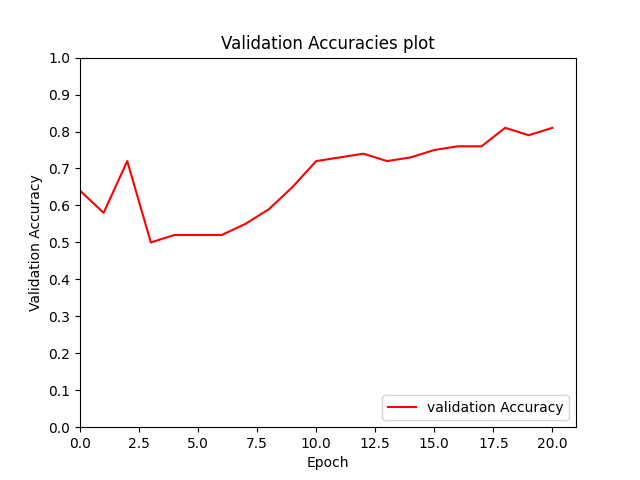 Validation Accuracies plot
1.0
0.9
0.8
0.7
0.6
0.5
0.4
0.3
0.2
0.1
0.0
Validation Accuracy
validation Accuracy
0.0 2.5 5.0 7.5 10.0 12.5 15.0 17.5 20.0
Epoch